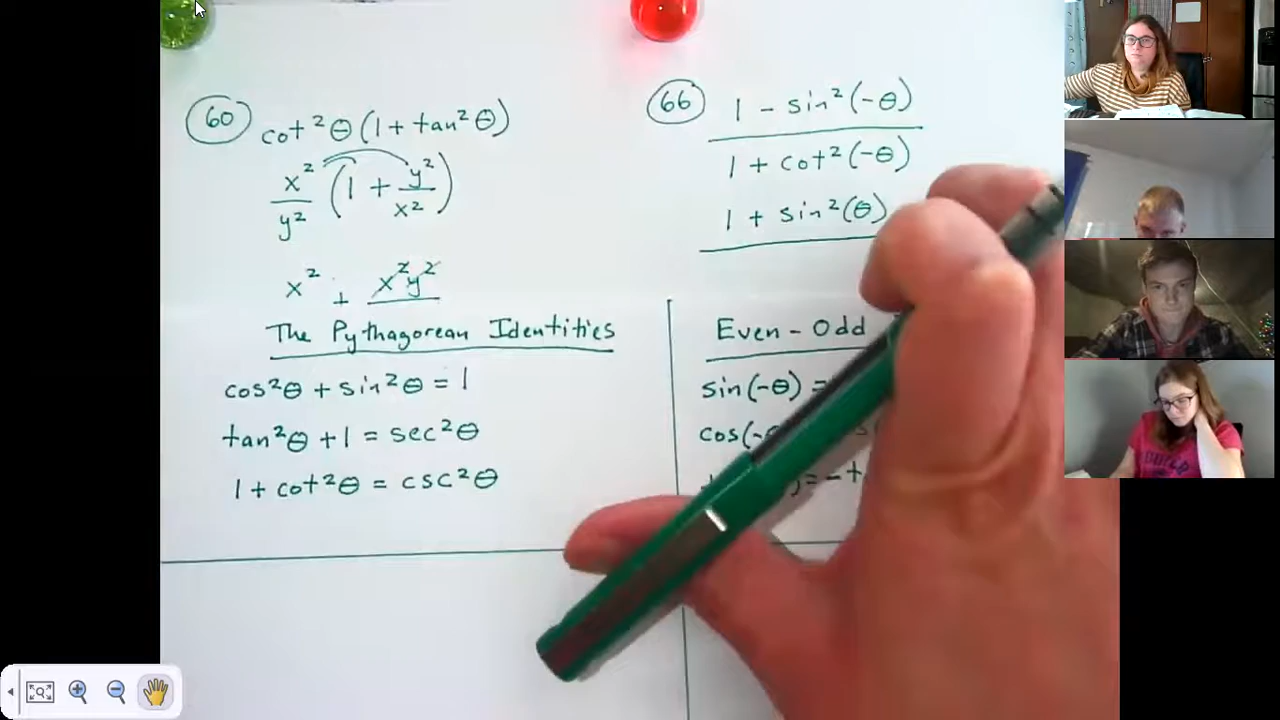 60
cot²θ(1 + tan²θ)
x²/y² (1 + y²/x²)
x² + x²y²
The Pythagorean Identities
cos²θ + sin²θ = 1
tan²θ + 1 = sec²θ
1 + cot²θ = csc²θ
66
1 - sin²(-θ)
1 + cot²(-θ)
1 + sin²(θ)
Even - Odd
sin(-θ) =
cos(-
= -t